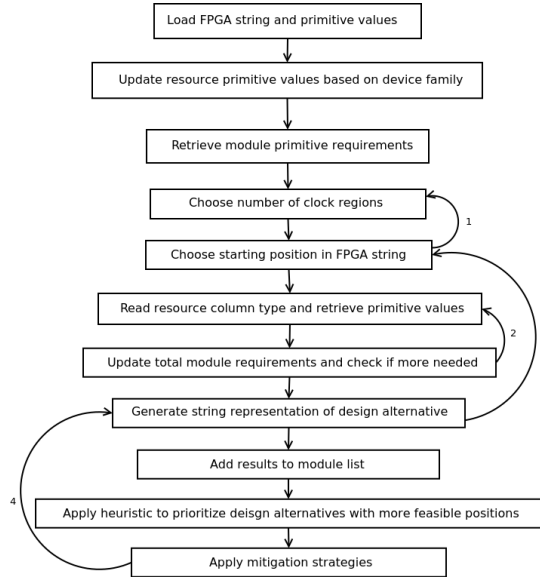 Load FPGA string and primitive values
Update resource primitive values based on device family
Retrieve module primitive requirements
Choose number of clock regions
1
Choose starting position in FPGA string
Read resource column type and retrieve primitive values
2
Update total module requirements and check if more needed
Generate string representation of design alternative
Add results to module list
4
Apply heuristic to prioritize deisgn alternatives with more feasible positions
Apply mitigation strategies